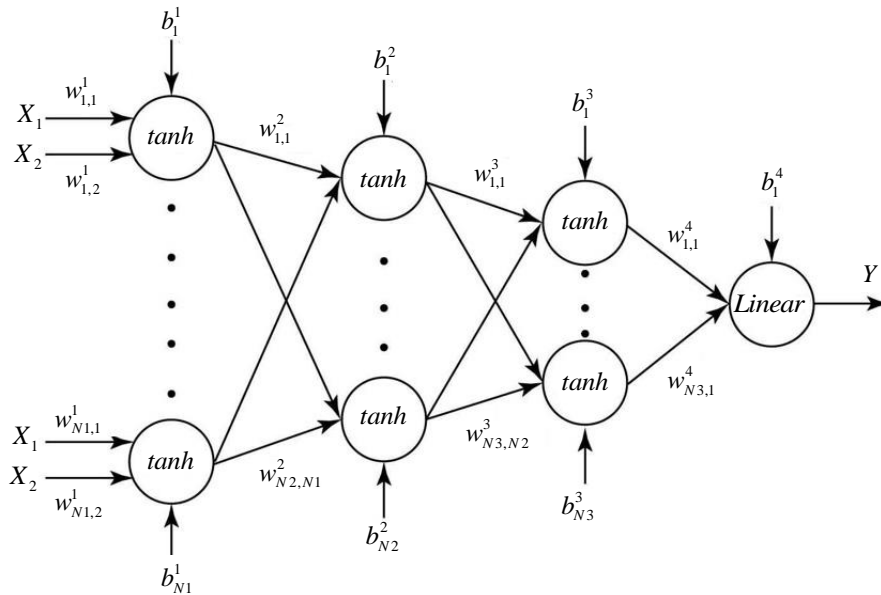 b_1^1
w_{1,1}^1
X_1
X_2
w_{1,2}^1
tanh
w_{1,1}^2
b_1^2
tanh
w_{1,1}^3
b_1^3
tanh
w_{1,1}^4
b_1^4
Linear
Y
X_1
X_2
w_{N1,1}^1
w_{N1,2}^1
tanh
b_{N1}^1
w_{N2,N1}^2
tanh
b_{N2}^2
w_{N3,N2}^3
tanh
b_{N3}^3
w_{N3,1}^4